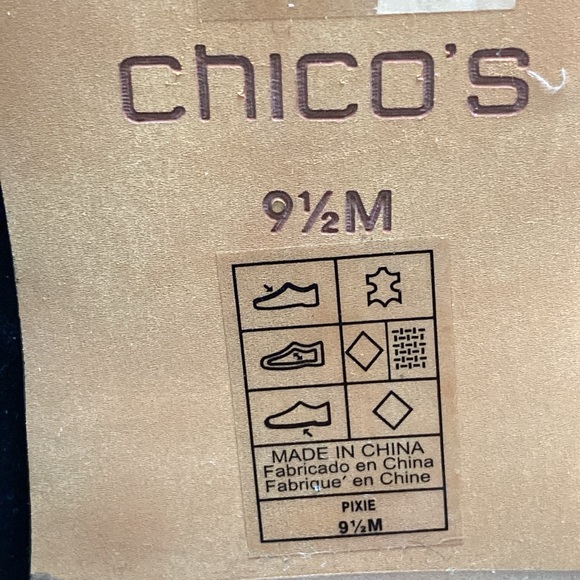 CHICO'S
9½M
MADE IN CHINA
Fabricado en China
Fabrique' en Chine
PIXIE
9½M